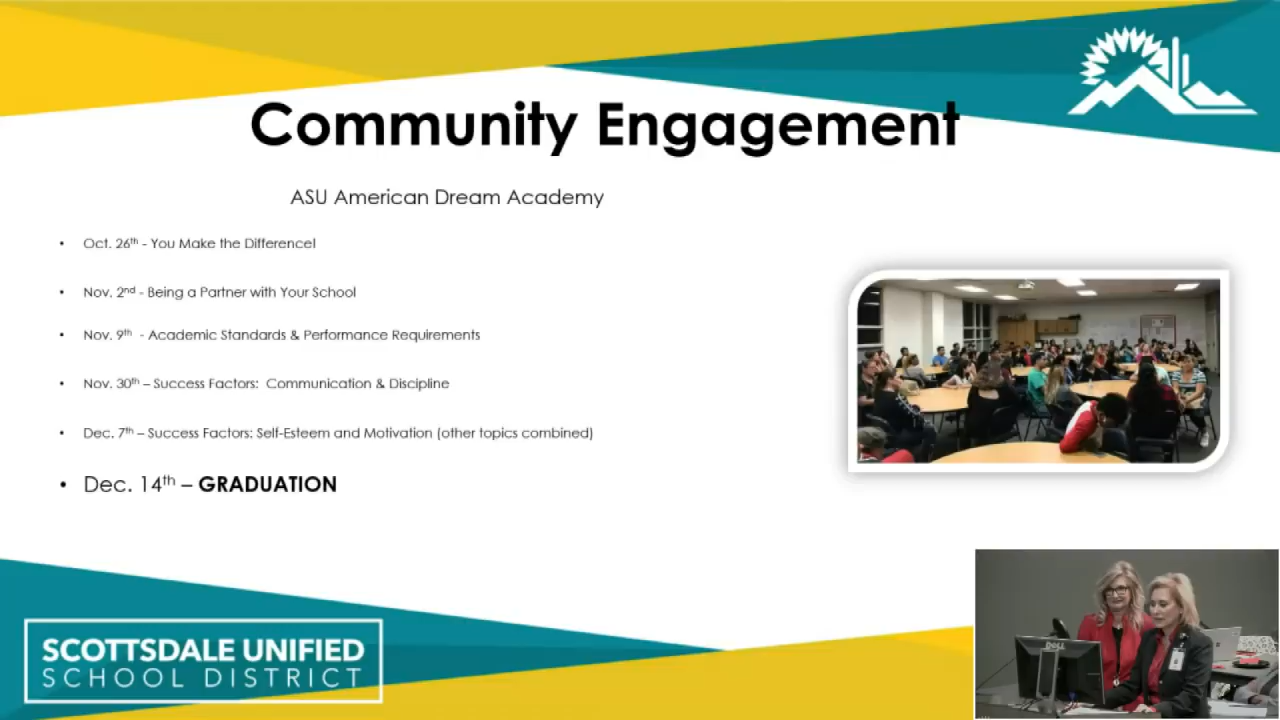 Community Engagement
ASU American Dream Academy
• Oct. 26th - You Make the Difference!
• Nov. 2nd - Being a Partner with Your School
• Nov. 9th - Academic Standards & Performance Requirements
• Nov. 30th – Success Factors: Communication & Discipline
• Dec. 7th – Success Factors: Self-Esteem and Motivation (other topics combined)
• Dec. 14th – GRADUATION
SCOTTSDALE UNIFIED
SCHOOL DISTRICT
DELL